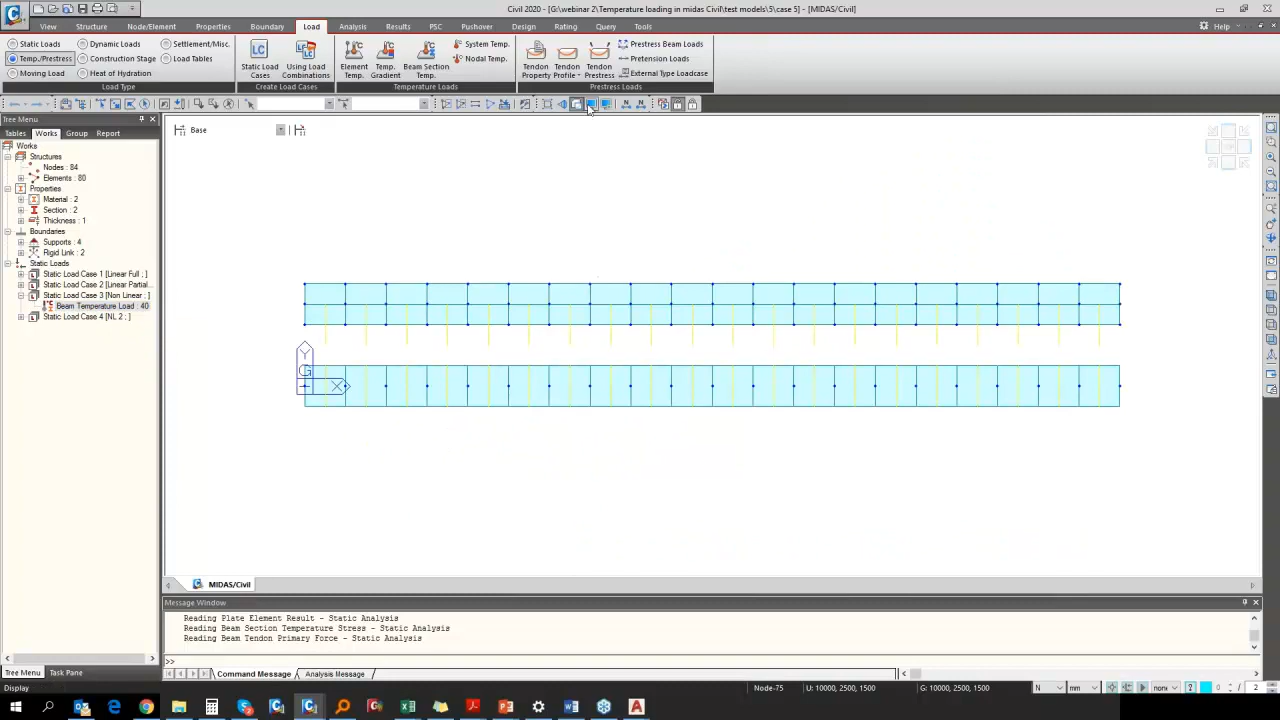 Civil 2020 - [G:\webinar 2\Temperature loading in midas Civil\test models\5\case 5] - [MIDAS/Civil]
View Structure Node/Element Properties Boundary Load Analysis Results PSC Pushover Design Rating Query Tools Help
Static Loads Dynamic Loads Settlement/Misc.
Temp./Prestress Construction Stage Load Tables
Moving Load Heat of Hydration
Load Type
Static Load Cases
Using Load Combinations
Create Load Cases
Element Temp.
Temp. Gradient
Beam Section Temp.
System Temp.
Nodal Temp.
Temperature Loads
Tendon Property
Tendon Profile
Tendon Prestress
Prestress Beam Loads
Pretension Loads
External Type Loadcase
Prestress Loads
Tree Menu
Tables Works Group Report
Works
Structures
Nodes : 84
Elements : 80
Properties
Material : 2
Section : 2
Thickness : 1
Boundaries
Supports : 4
Rigid Link : 2
Static Loads
Static Load Case 1 [Linear Full ; ]
Static Load Case 2 [Linear Partial...
Static Load Case 3 [Non Linear ; ]
Beam Temperature Load : 40
Static Load Case 4 [NL 2 ; ]
Base
Y
G
X
MIDAS/Civil
Message Window
Reading Plate Element Result - Static Analysis
Reading Beam Section Temperature Stress - Static Analysis
Reading Beam Tendon Primary Force - Static Analysis
>>
Tree Menu Task Pane
Command Message Analysis Message
Display
Node-75
U: 10000, 2500, 1500
G: 10000, 2500, 1500
N
mm
none
2